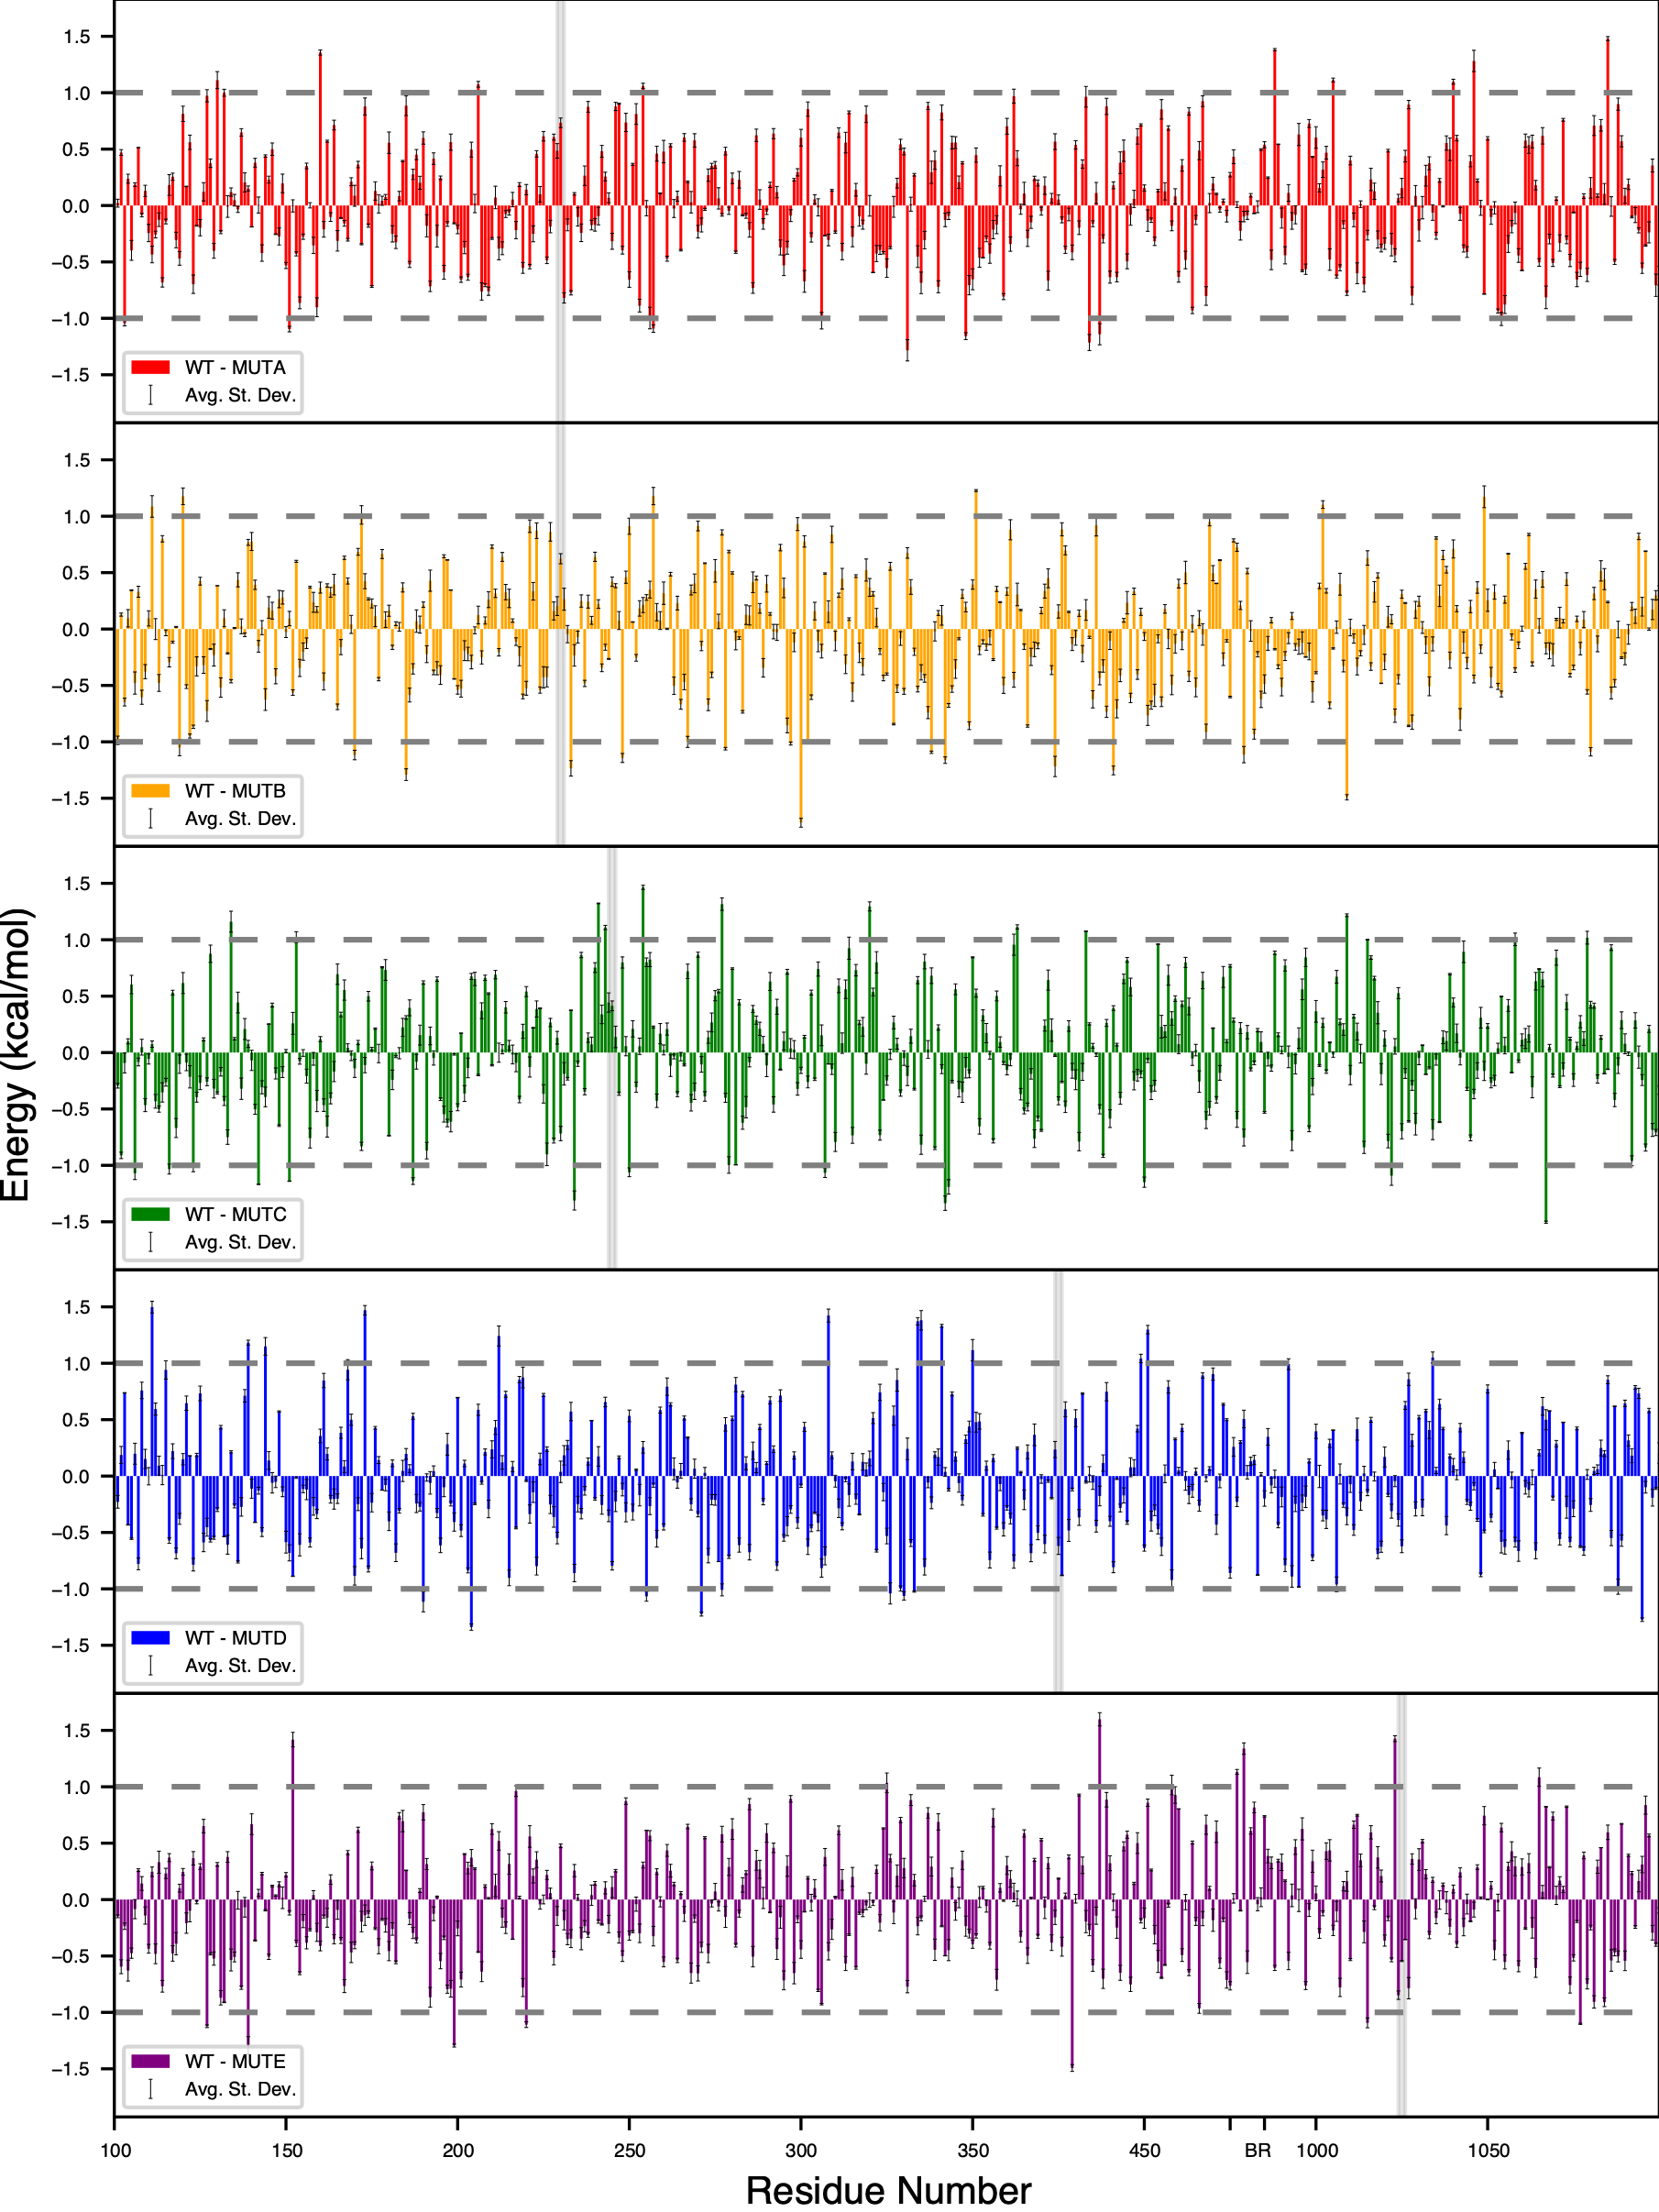 1.5
1.0
0.5
0.0
−0.5
−1.0
−1.5
WT - MUTA
Avg. St. Dev.
1.5
1.0
0.5
0.0
−0.5
−1.0
−1.5
WT - MUTB
Avg. St. Dev.
Energy (kcal/mol)
1.5
1.0
0.5
0.0
−0.5
−1.0
−1.5
WT - MUTC
Avg. St. Dev.
1.5
1.0
0.5
0.0
−0.5
−1.0
−1.5
WT - MUTD
Avg. St. Dev.
1.5
1.0
0.5
0.0
−0.5
−1.0
−1.5
WT - MUTE
Avg. St. Dev.
100 150 200 250 300 350 450 BR 1000 1050
Residue Number